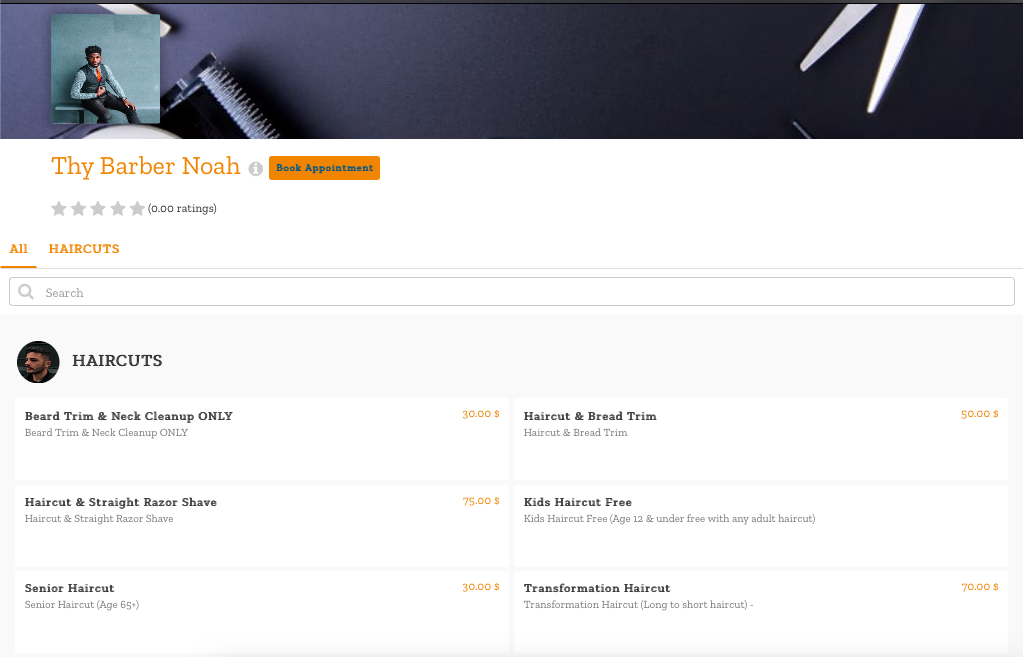 Thy Barber Noah
Book Appointment
(0.00 ratings)
All HAIRCUTS
Search
HAIRCUTS
Beard Trim & Neck Cleanup ONLY 30.00 $
Beard Trim & Neck Cleanup ONLY
Haircut & Bread Trim 50.00 $
Haircut & Bread Trim
Haircut & Straight Razor Shave 75.00 $
Haircut & Straight Razor Shave
Kids Haircut Free
Kids Haircut Free (Age 12 & under free with any adult haircut)
Senior Haircut 30.00 $
Senior Haircut (Age 65+)
Transformation Haircut 70.00 $
Transformation Haircut (Long to short haircut) -